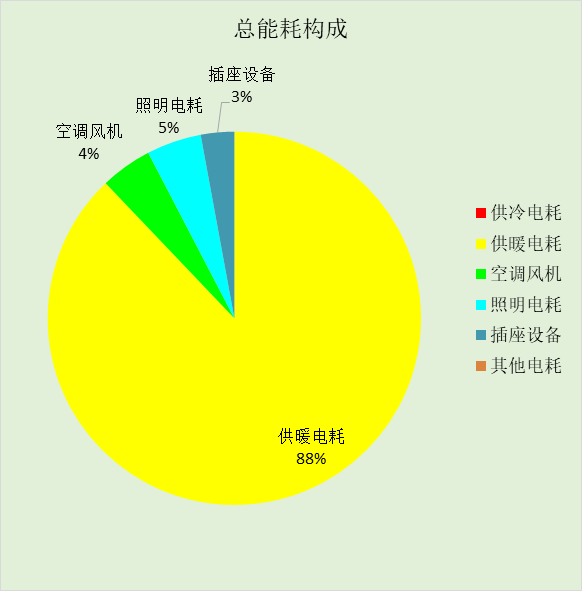 总能耗构成
插座设备
3%
照明电耗
5%
空调风机
4%
供暖电耗
88%
供冷电耗
供暖电耗
空调风机
照明电耗
插座设备
其他电耗